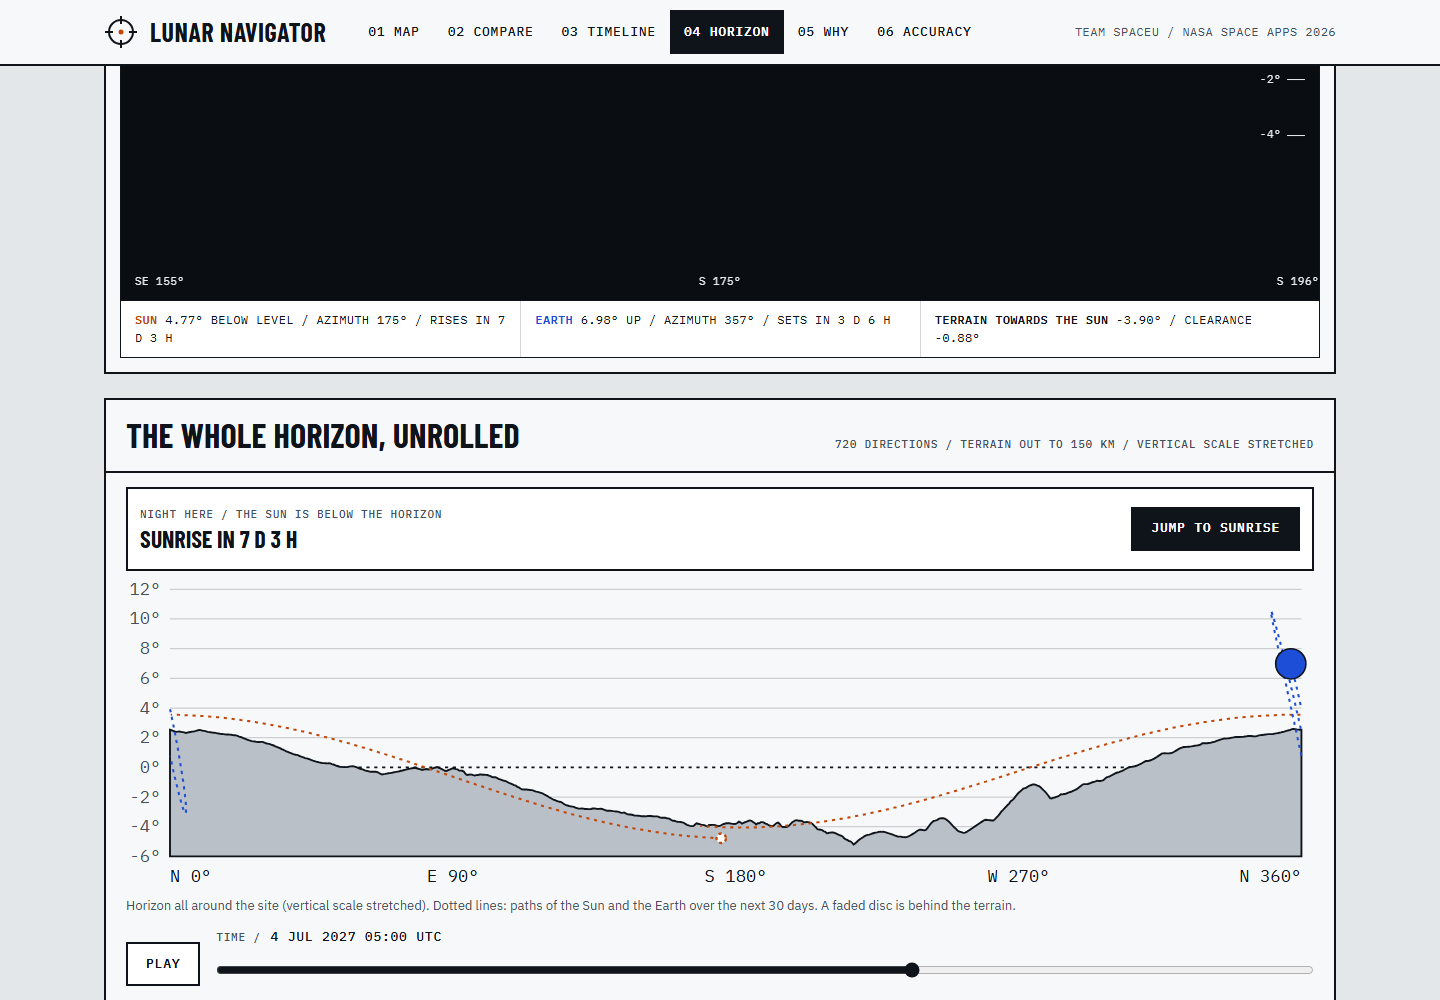 LUNAR NAVIGATOR
01 MAP
02 COMPARE
03 TIMELINE
04 HORIZON
05 WHY
06 ACCURACY
TEAM SPACEU / NASA SPACE APPS 2026
-2°
-4°
SE 155°
S 175°
S 196°
SUN 4.77° BELOW LEVEL / AZIMUTH 175° / RISES IN 7
D 3 H
EARTH 6.98° UP / AZIMUTH 357° / SETS IN 3 D 6 H
TERRAIN TOWARDS THE SUN -3.90° / CLEARANCE
-0.88°
THE WHOLE HORIZON, UNROLLED
720 DIRECTIONS / TERRAIN OUT TO 150 KM / VERTICAL SCALE STRETCHED
NIGHT HERE / THE SUN IS BELOW THE HORIZON
SUNRISE IN 7 D 3 H
JUMP TO SUNRISE
12°
10°
8°
6°
4°
2°
0°
-2°
-4°
-6°
N 0°
E 90°
S 180°
W 270°
N 360°
Horizon all around the site (vertical scale stretched). Dotted lines: paths of the Sun and the Earth over the next 30 days. A faded disc is behind the terrain.
TIME / 4 JUL 2027 05:00 UTC
PLAY